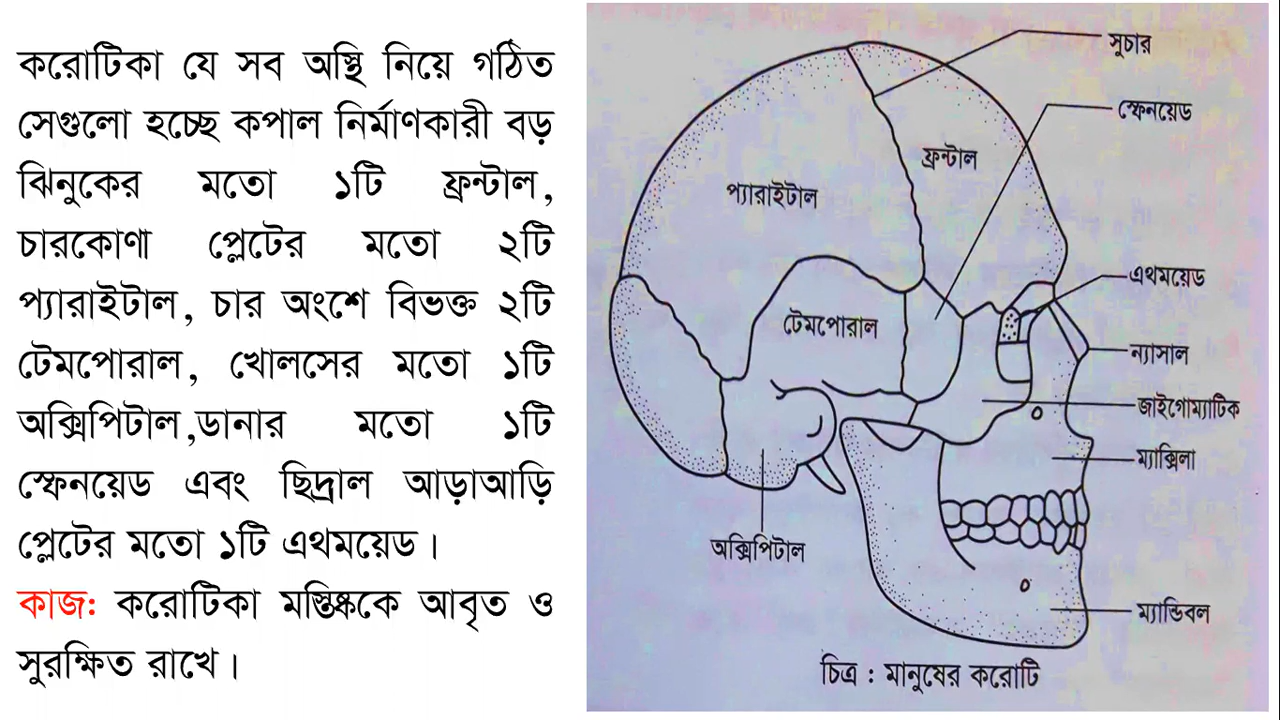 করোটিকা যে সব অস্থি নিয়ে গঠিত
সেগুলো হচ্ছে কপাল নির্মাণকারী বড়
ঝিনুকের মতো ১টি ফ্রন্টাল,
চারকোণা প্লেটের মতো ২টি
প্যারাইটাল, চার অংশে বিভক্ত ২টি
টেমপোরাল, খোলসের মতো ১টি
অক্সিপিটাল,ডানার মতো ১টি
স্ফেনয়েড এবং ছিদ্রাল আড়াআড়ি
প্লেটের মতো ১টি এথময়েড।
কাজ: করোটিকা মস্তিষ্ককে আবৃত ও
সুরক্ষিত রাখে।
সুচার
স্ফেনয়েড
ফ্রন্টাল
প্যারাইটাল
এথময়েড
টেমপোরাল
ন্যাসাল
জাইগোম্যাটিক
ম্যাক্সিলা
অক্সিপিটাল
ম্যান্ডিবল
চিত্র : মানুষের করোটি